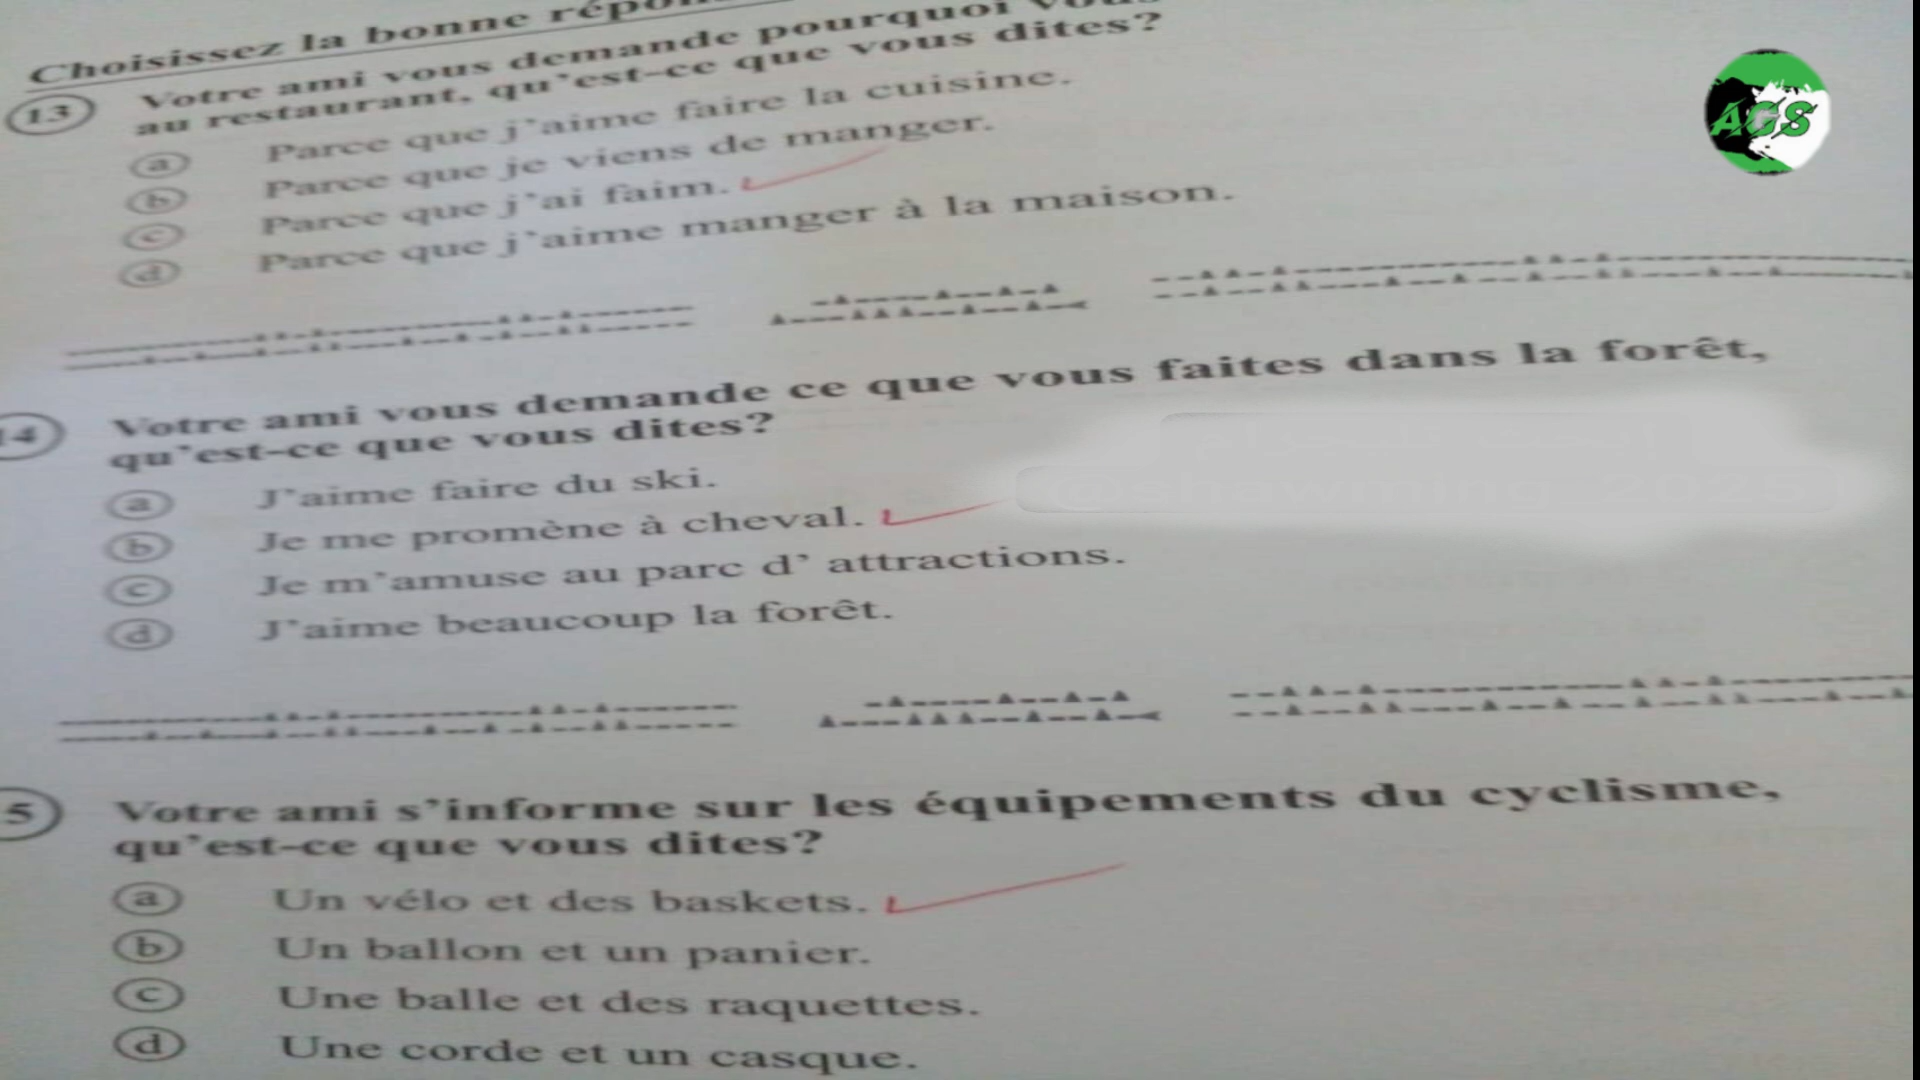 Choisissez la bonne
AGS
13 Votre ami vous demande pourquoi
au restaurant, qu'est-ce que vous dites?
a Parce que j'aime faire la cuisine.
b Parce que je viens de manger.
c Parce que j'ai faim.
d Parce que j'aime manger à la maison.
14 Votre ami vous demande ce que vous faites dans la forêt,
qu'est-ce que vous dites?
a J'aime faire du ski.
b Je me promène à cheval.
c Je m'amuse au parc d' attractions.
d J'aime beaucoup la forêt.
5 Votre ami s'informe sur les équipements du cyclisme,
qu'est-ce que vous dites?
a Un vélo et des baskets.
b Un ballon et un panier.
c Une balle et des raquettes.
d Une corde et un casque.